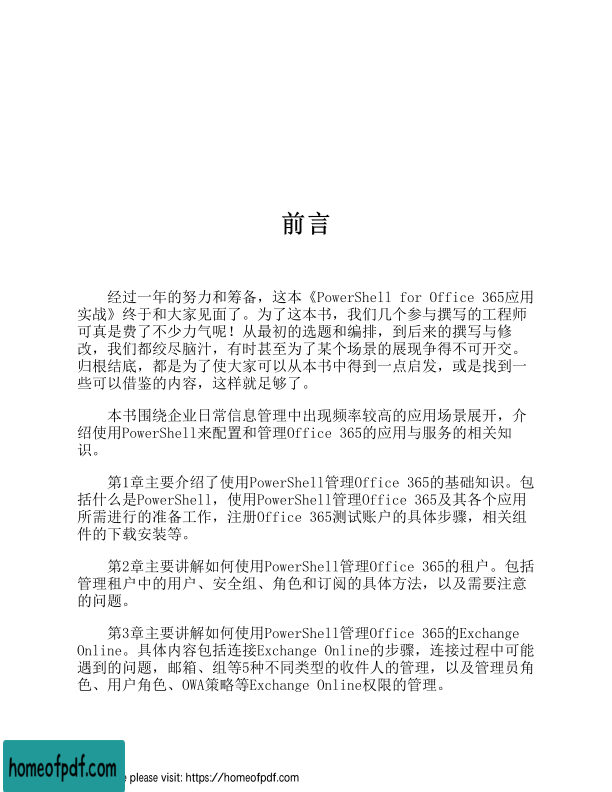 前言
经过一年的努力和筹备，这本《PowerShell for Office 365应用
实战》终于和大家见面了。为了这本书，我们几个参与撰写的工程师
可真是费了不少力气呢！从最初的选题和编排，到后来的撰写与修
改，我们都绞尽脑汁，有时甚至为了某个场景的展现争得不可开交。
归根结底，都是为了使大家可以从本书中得到一点启发，或是找到一
些可以借鉴的内容，这样就足够了。
本书围绕企业日常信息管理中出现频率较高的应用场景展开，介
绍使用PowerShell来配置和管理Office 365的应用与服务的相关知
识。
第1章主要介绍了使用PowerShell管理Office 365的基础知识。包
括什么是PowerShell，使用PowerShell管理Office 365及其各个应用
所需进行的准备工作，注册Office 365测试账户的具体步骤，相关组
件的下载安装等。
第2章主要讲解如何使用PowerShell管理Office 365的租户。包括
管理租户中的用户、安全组、角色和订阅的具体方法，以及需要注意
的问题。
第3章主要讲解如何使用PowerShell管理Office 365的Exchange
Online。具体内容包括连接Exchange Online的步骤，连接过程中可能
遇到的问题，邮箱、组等5种不同类型的收件人的管理，以及管理员角
色、用户角色、OWA策略等Exchange Online权限的管理。
homeofpdf.com
please visit: https://homeofpdf.com